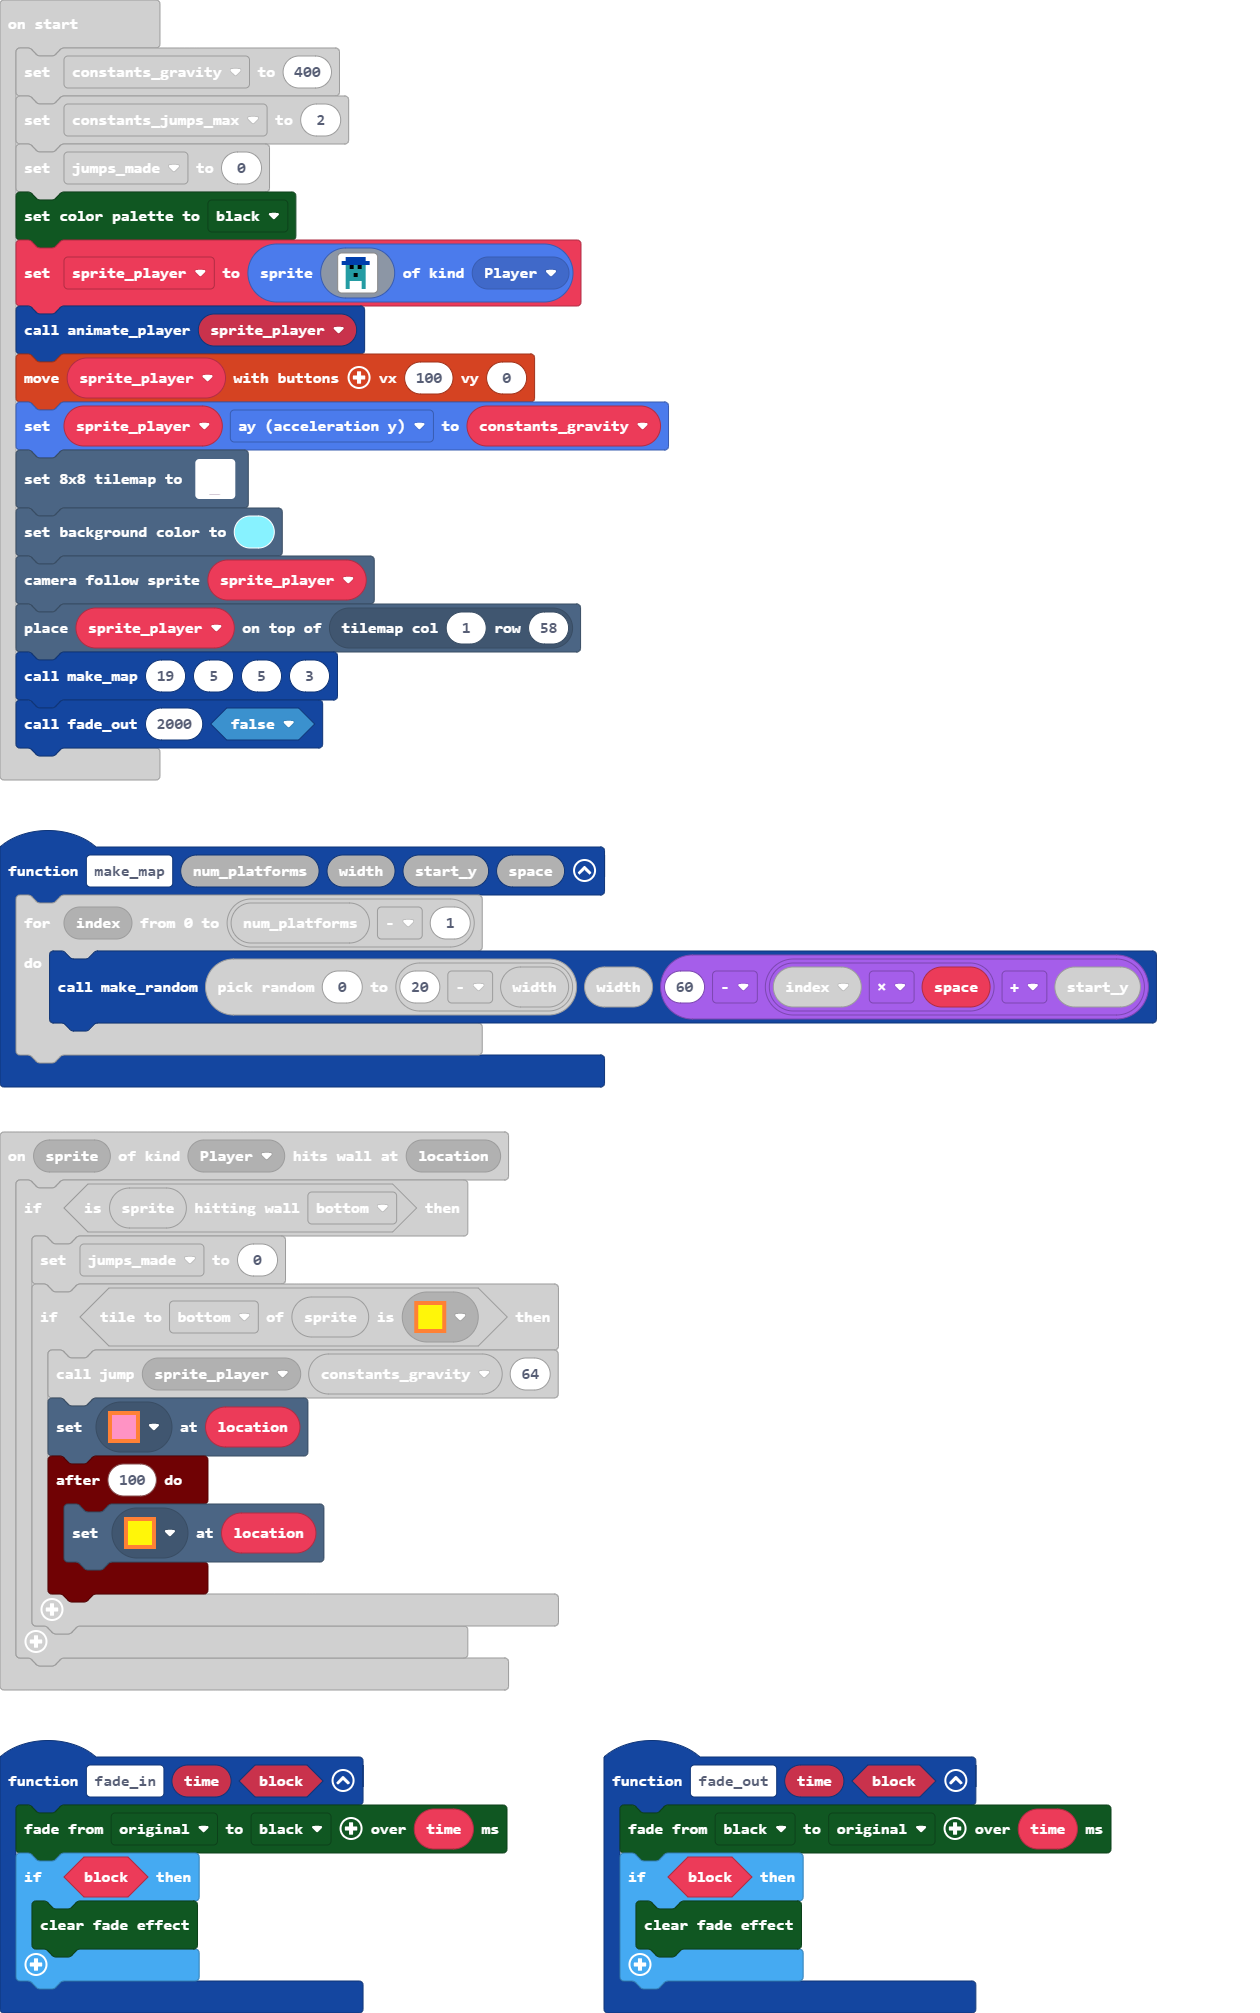 on start
set constants_gravity to 400
set constants_jumps_max to 2
set jumps_made to 0
set color palette to black
set sprite_player to sprite of kind Player
call animate_player sprite_player
move sprite_player with buttons vx 100 vy 0
set sprite_player ay (acceleration y) to constants_gravity
set 8x8 tilemap to
set background color to
camera follow sprite sprite_player
place sprite_player on top of tilemap col 1 row 58
call make_map 19 5 5 3
call fade_out 2000 false
function make_map num_platforms width start_y space
for index from 0 to num_platforms - 1
do
call make_random pick random 0 to 20 - width width 60 - index × space + start_y
on sprite of kind Player hits wall at location
if is sprite hitting wall bottom then
set jumps_made to 0
if tile to bottom of sprite is then
call jump sprite_player constants_gravity 64
set at location
after 100 do
set at location
function fade_in time block
fade from original to black over time ms
if block then
clear fade effect
function fade_out time block
fade from black to original over time ms
if block then
clear fade effect